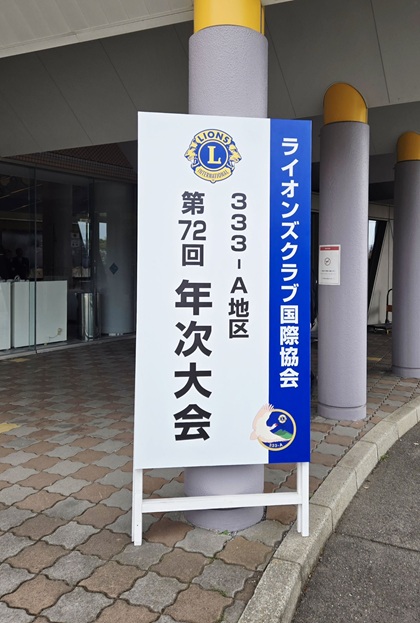 ライオンズクラブ国際協会
333-A地区
第72回 年次大会
LIONS
L
INTERNATIONAL
333-A